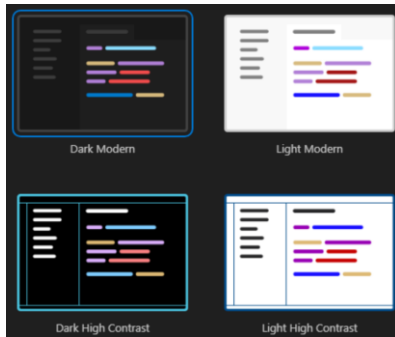 Dark Modern
Light Modern
Dark High Contrast
Light High Contrast